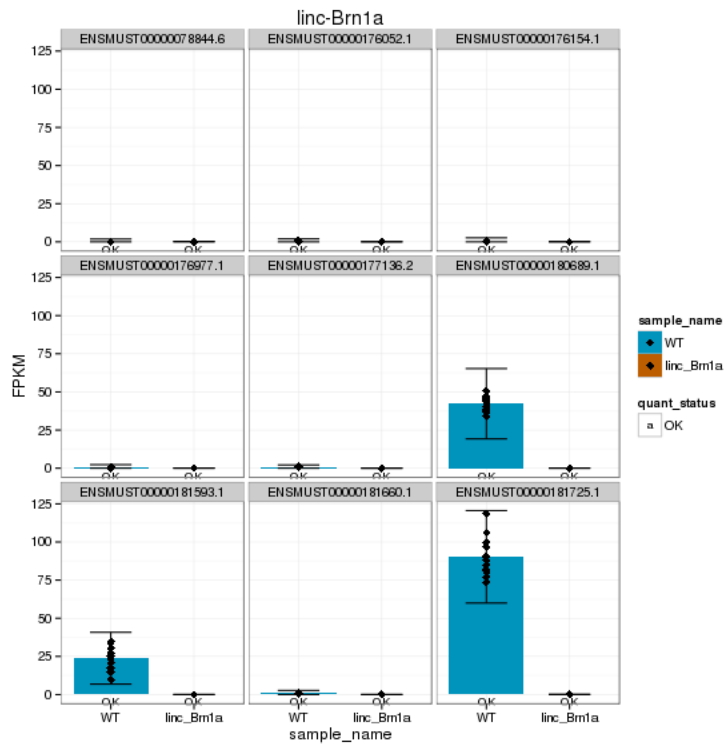 linc-Brn1a
ENSMUST00000078844.6 ENSMUST00000176052.1 ENSMUST00000176154.1
125
100
75
50
25
0
OK OK OK OK OK OK
ENSMUST00000176977.1 ENSMUST00000177136.2 ENSMUST00000180689.1
125
100
75
50
25
0
OK OK OK OK OK OK
ENSMUST00000181593.1 ENSMUST00000181660.1 ENSMUST00000181725.1
125
100
75
50
25
0
OK OK OK OK OK OK
WT linc_Brn1a WT linc_Brn1a WT linc_Brn1a
sample_name
FPKM
sample_name
WT
linc_Brn1a
quant_status
a OK